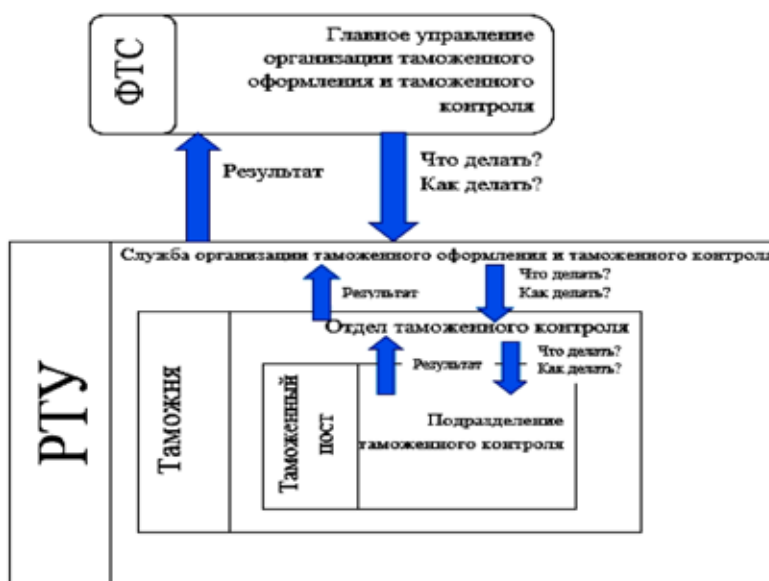 ФТС
Главное управление
организации таможенного
оформления и таможенного
контроля
Результат
Что делать?
Как делать?
РТУ
Служба организации таможенного оформления и таможенного контроля
Результат
Что делать?
Как делать?
Таможня
Отдел таможенного контроля
Результат
Что делать?
Как делать?
Таможенный
пост
Подразделение
таможенного контроля